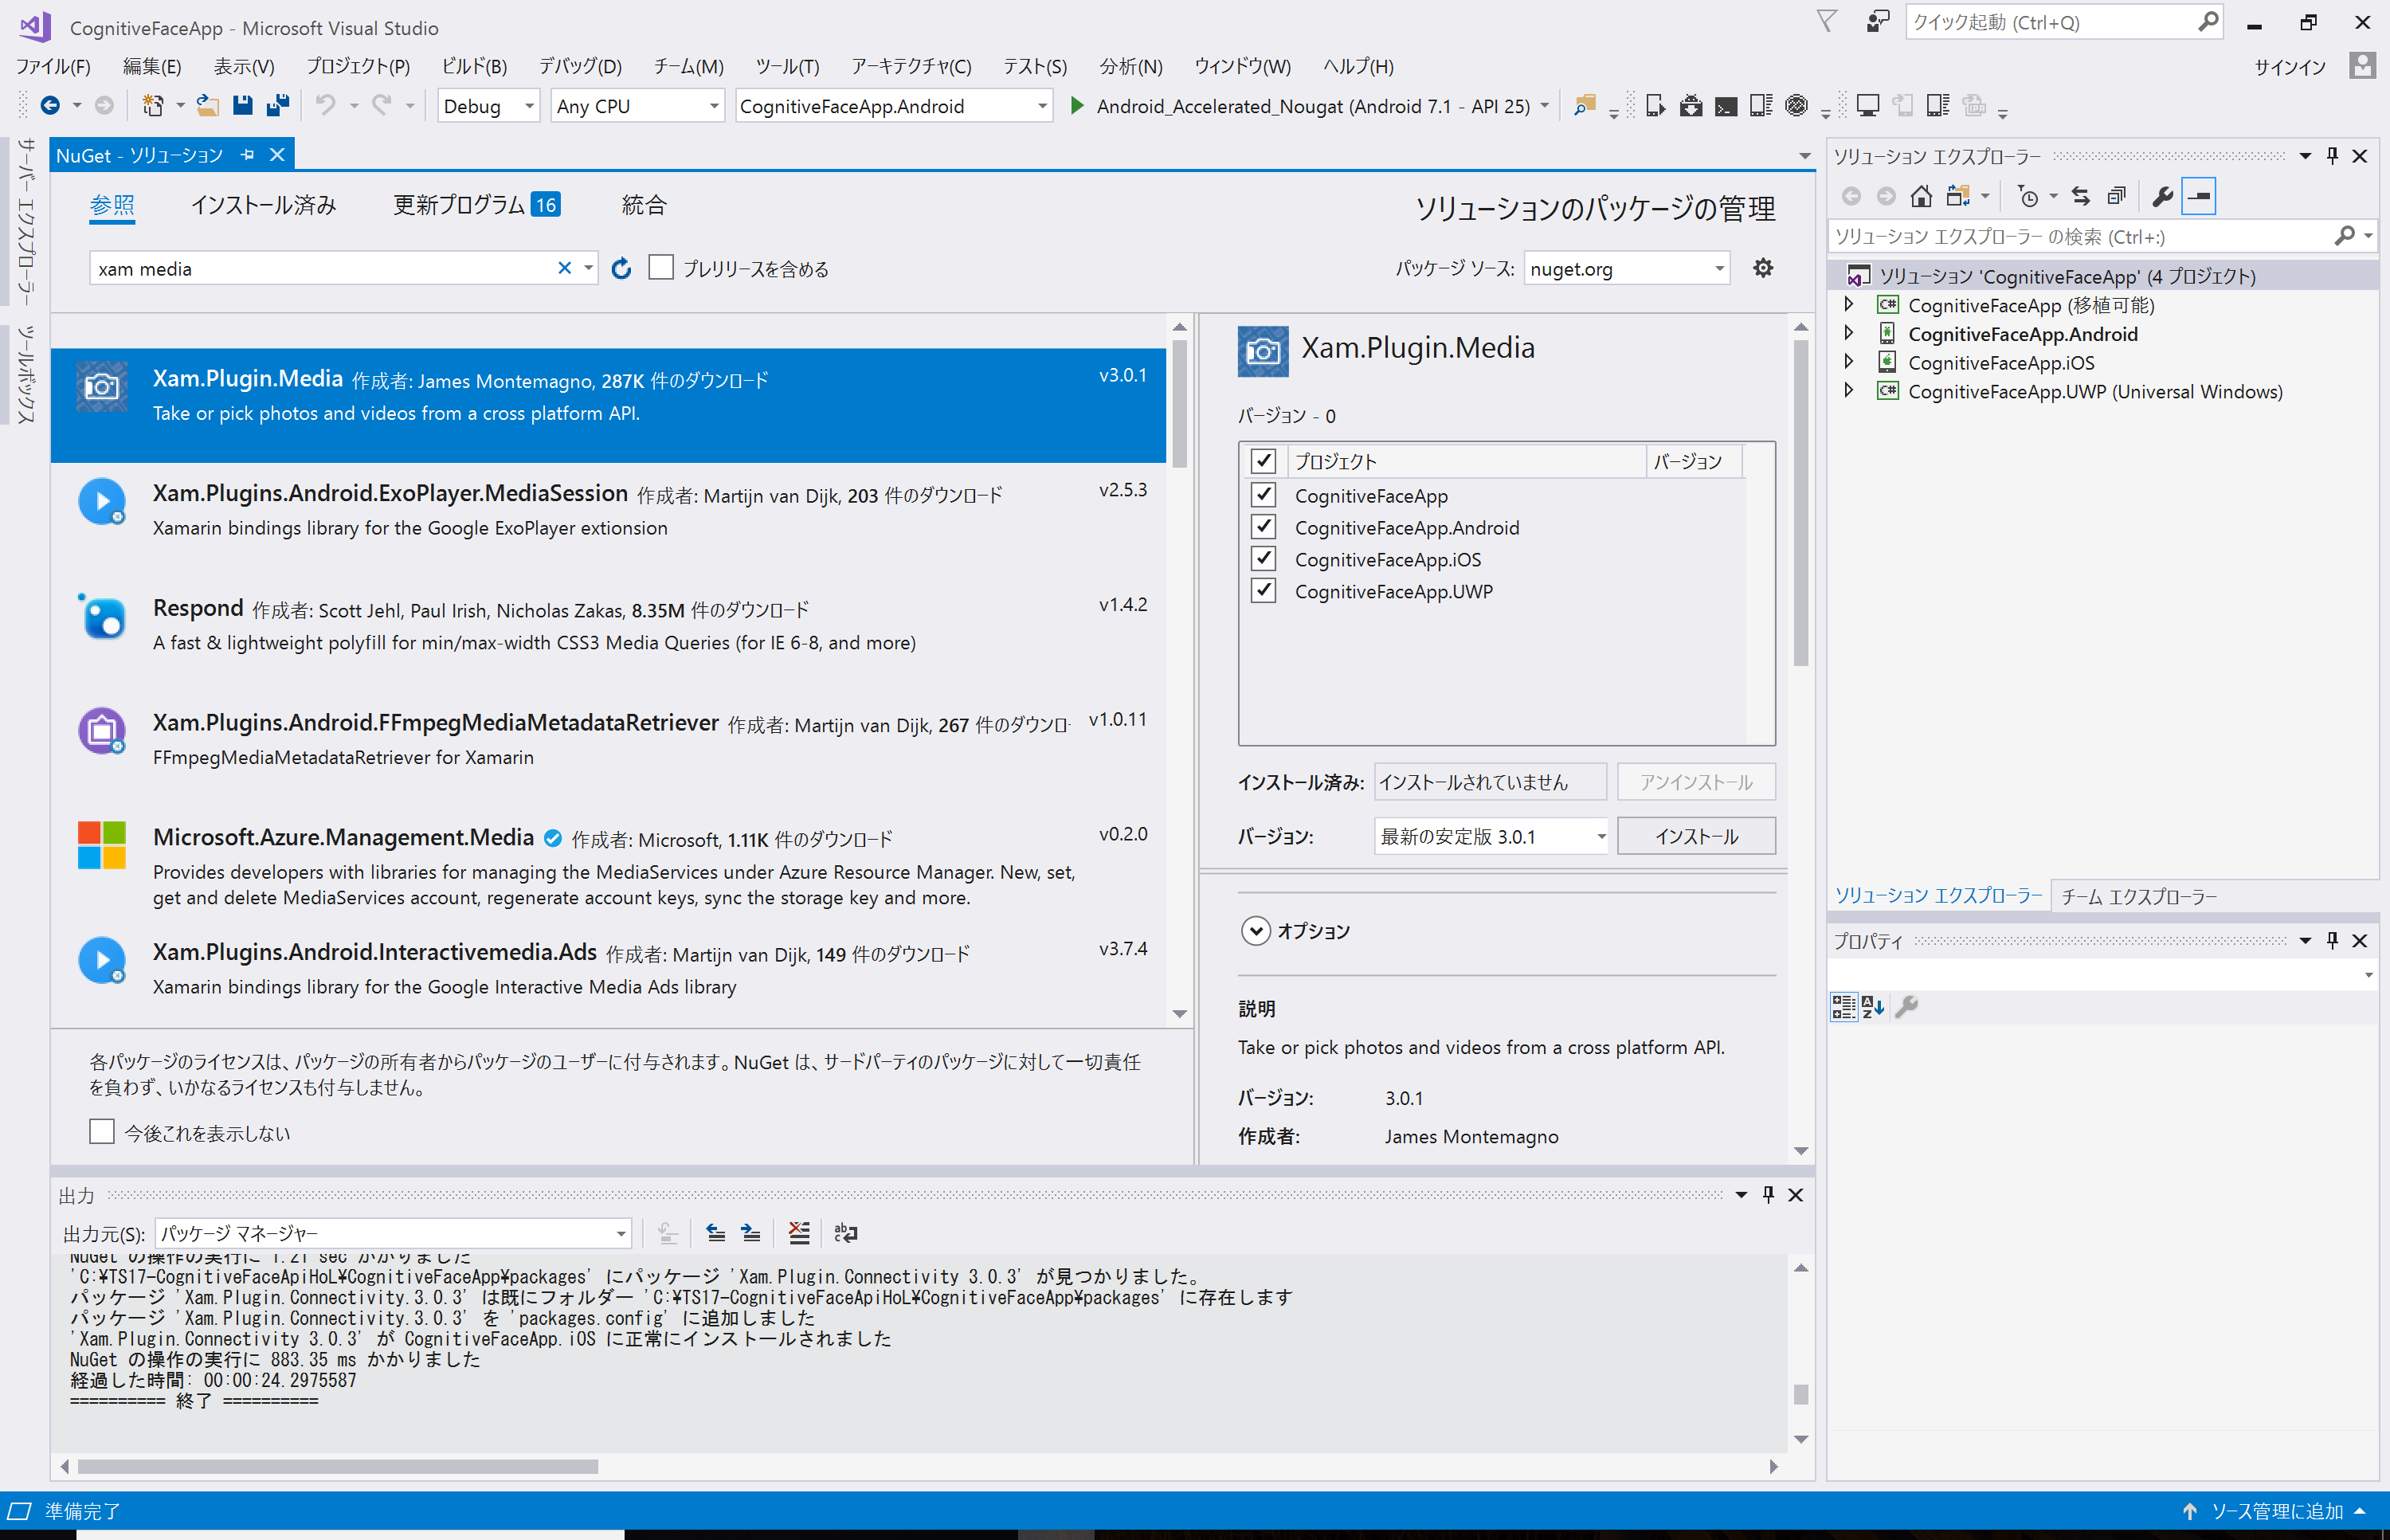 CognitiveFaceApp - Microsoft Visual Studio
クイック起動 (Ctrl+Q)
ファイル(F) 編集(E) 表示(V) プロジェクト(P) ビルド(B) デバッグ(D) チーム(M) ツール(T) アーキテクチャ(C) テスト(S) 分析(N) ウィンドウ(W) ヘルプ(H)
サインイン
Debug Any CPU CognitiveFaceApp.Android Android_Accelerated_Nougat (Android 7.1 - API 25)
サーバー エクスプローラー
ツールボックス
NuGet - ソリューション
参照 インストール済み 更新プログラム 16 統合
ソリューションのパッケージの管理
xam media
プレリリースを含める
パッケージ ソース: nuget.org
Xam.Plugin.Media 作成者: James Montemagno, 287K 件のダウンロード v3.0.1
Take or pick photos and videos from a cross platform API.
Xam.Plugins.Android.ExoPlayer.MediaSession 作成者: Martijn van Dijk, 203 件のダウンロード v2.5.3
Xamarin bindings library for the Google ExoPlayer extionsion
Respond 作成者: Scott Jehl, Paul Irish, Nicholas Zakas, 8.35M 件のダウンロード v1.4.2
A fast & lightweight polyfill for min/max-width CSS3 Media Queries (for IE 6-8, and more)
Xam.Plugins.Android.FFmpegMediaMetadataRetriever 作成者: Martijn van Dijk, 267 件のダウンロ v1.0.11
FFmpegMediaMetadataRetriever for Xamarin
Microsoft.Azure.Management.Media 作成者: Microsoft, 1.11K 件のダウンロード v0.2.0
Provides developers with libraries for managing the MediaServices under Azure Resource Manager. New, set,
get and delete MediaServices account, regenerate account keys, sync the storage key and more.
Xam.Plugins.Android.Interactivemedia.Ads 作成者: Martijn van Dijk, 149 件のダウンロード v3.7.4
Xamarin bindings library for the Google Interactive Media Ads library
各パッケージのライセンスは、パッケージの所有者からパッケージのユーザーに付与されます。NuGet は、サードパーティのパッケージに対して一切責任
を負わず、いかなるライセンスも付与しません。
今後これを表示しない
Xam.Plugin.Media
バージョン - 0
プロジェクト バージョン
CognitiveFaceApp
CognitiveFaceApp.Android
CognitiveFaceApp.iOS
CognitiveFaceApp.UWP
インストール済み: インストールされていません アンインストール
バージョン: 最新の安定版 3.0.1 インストール
オプション
説明
Take or pick photos and videos from a cross platform API.
バージョン: 3.0.1
作成者: James Montemagno
ソリューション エクスプローラー
ソリューション エクスプローラー の検索 (Ctrl+:)
ソリューション 'CognitiveFaceApp' (4 プロジェクト)
C# CognitiveFaceApp (移植可能)
CognitiveFaceApp.Android
CognitiveFaceApp.iOS
C# CognitiveFaceApp.UWP (Universal Windows)
ソリューション エクスプローラー チーム エクスプローラー
プロパティ
出力
出力元(S): パッケージ マネージャー
NuGet の操作の実行に 1.21 sec かかりました
'C:¥TS17-CognitiveFaceApiHoL¥CognitiveFaceApp¥packages' にパッケージ 'Xam.Plugin.Connectivity 3.0.3' が見つかりました。
パッケージ 'Xam.Plugin.Connectivity.3.0.3' は既にフォルダー 'C:¥TS17-CognitiveFaceApiHoL¥CognitiveFaceApp¥packages' に存在します
パッケージ 'Xam.Plugin.Connectivity.3.0.3' を 'packages.config' に追加しました
'Xam.Plugin.Connectivity 3.0.3' が CognitiveFaceApp.iOS に正常にインストールされました
NuGet の操作の実行に 883.35 ms かかりました
経過した時間: 00:00:24.2975587
========== 終了 ==========
準備完了
ソース管理に追加